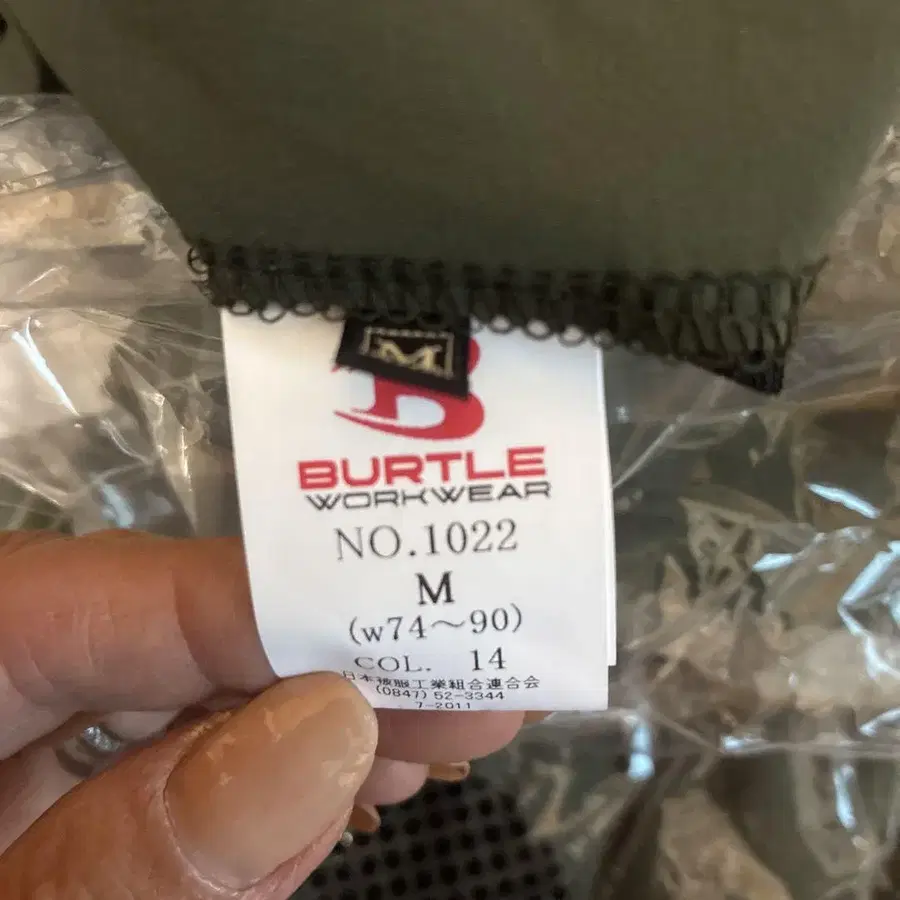 M
B
BURTLE
WORKWEAR
NO.1022
M
(w74～90)
COL. 14
日本被服工業組合連合会
(0847) 52-3344
7-2011